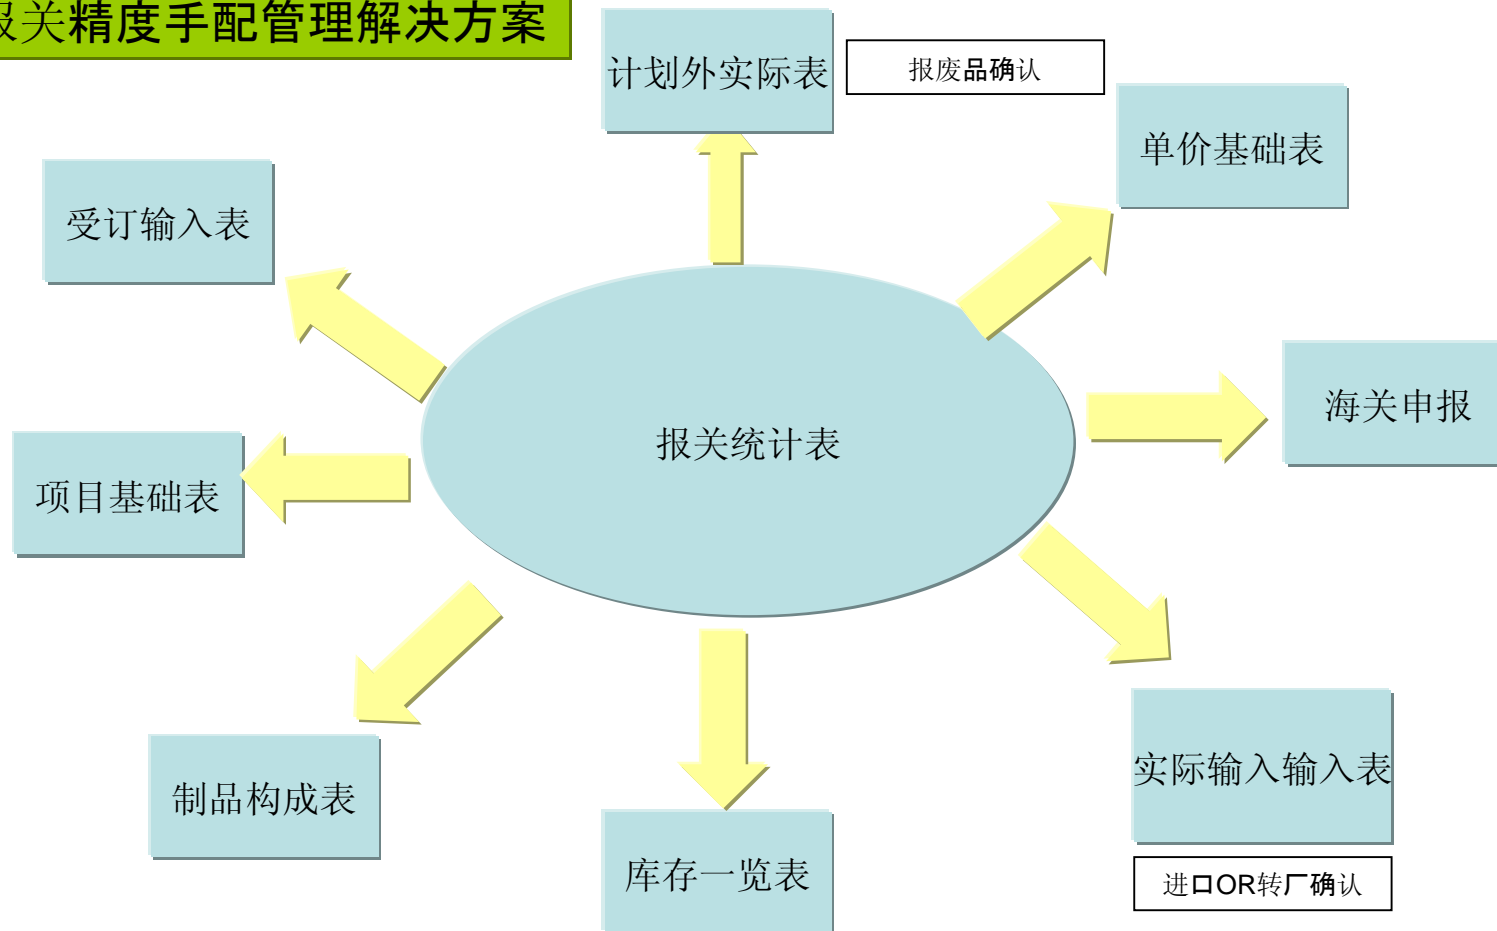 报关精度手配管理解决方案
计划外实际表
报废品确认
单价基础表
受订输入表
海关申报
报关统计表
项目基础表
实际输入输入表
制品构成表
库存一览表
进口OR转厂确认